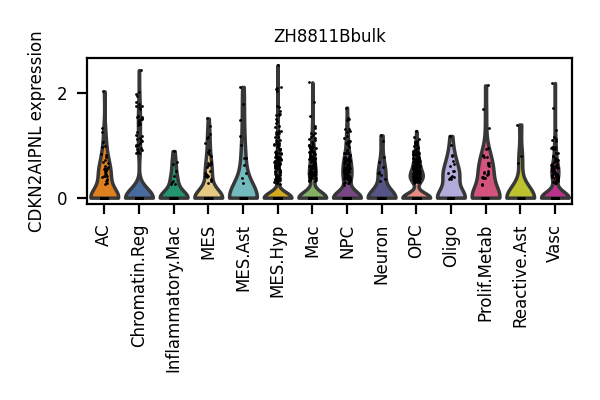 ZH8811Bbulk
CDKN2AIPNL expression
2
0
AC
Chromatin.Reg
Inflammatory.Mac
MES
MES.Ast
MES.Hyp
Mac
NPC
Neuron
OPC
Oligo
Prolif.Metab
Reactive.Ast
Vasc